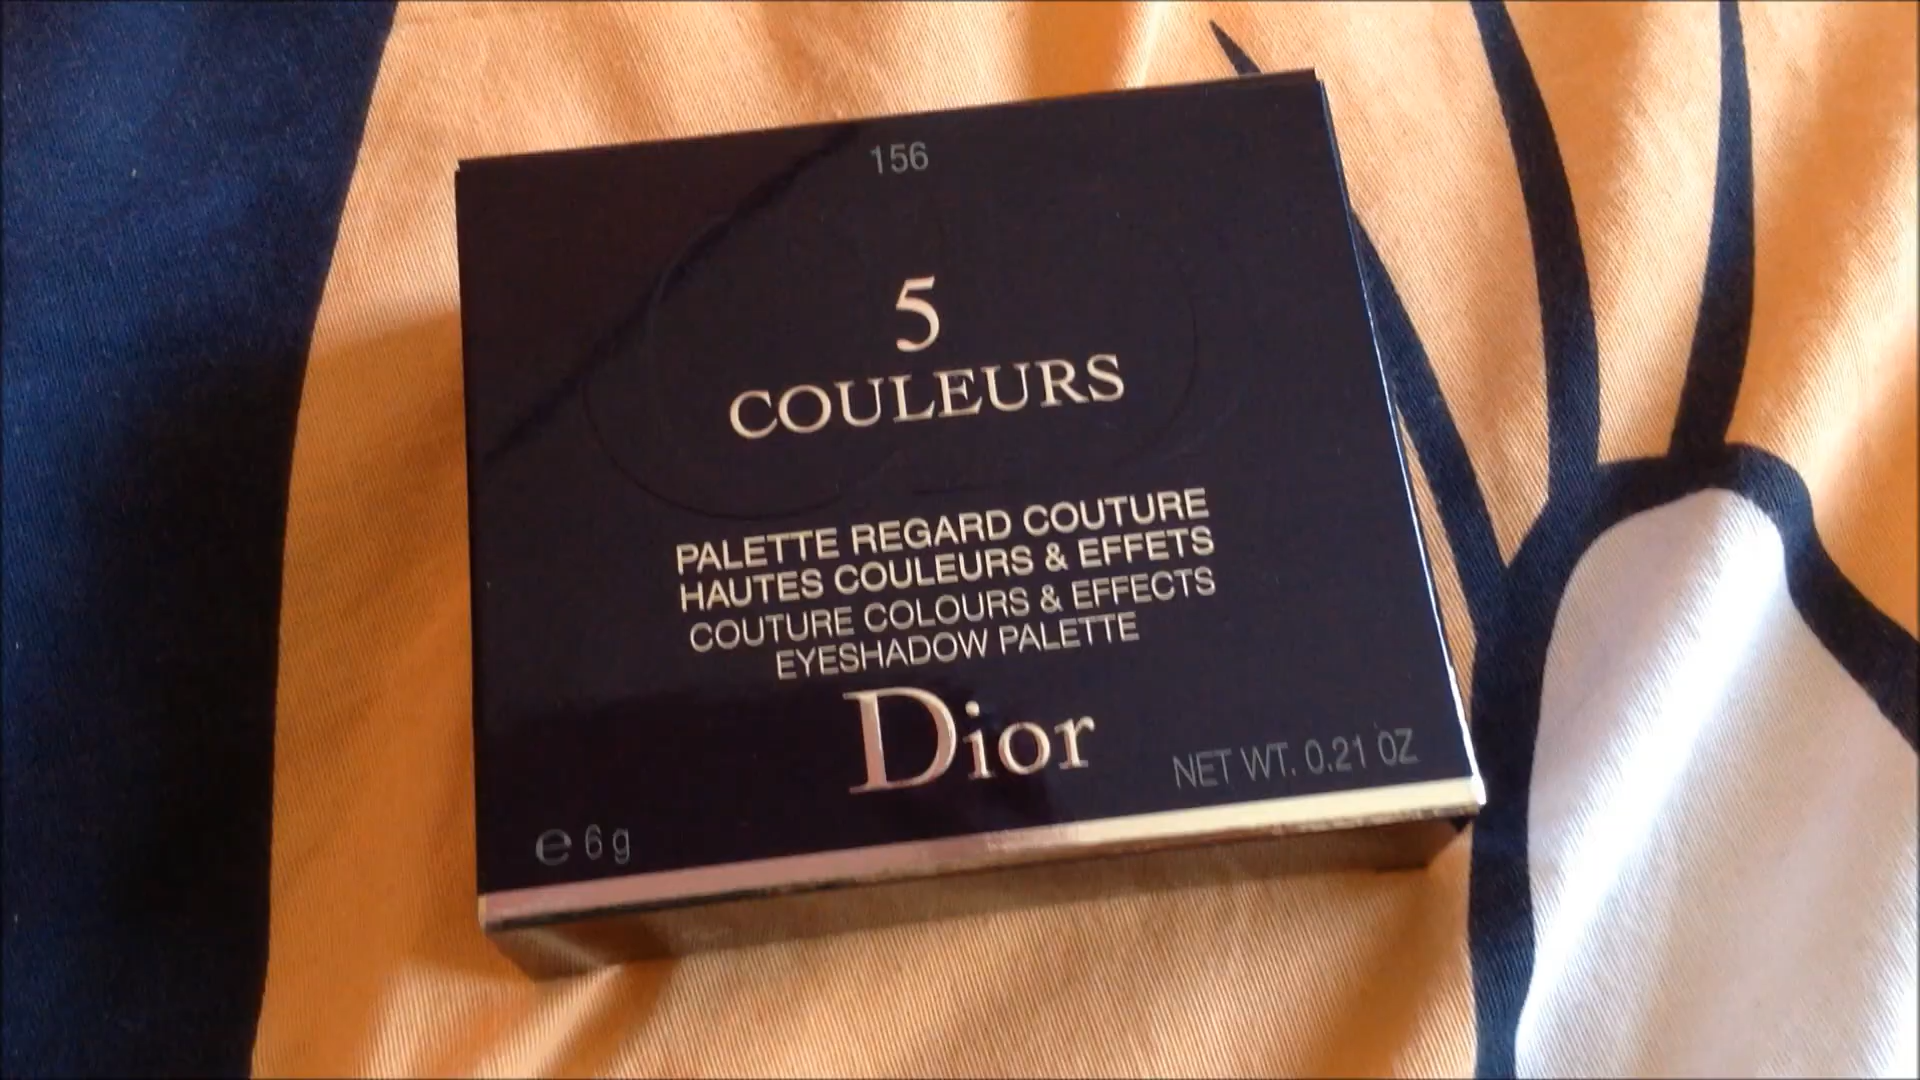 156
5
COULEURS
PALETTE REGARD COUTURE
HAUTES COULEURS & EFFETS
COUTURE COLOURS & EFFECTS
EYESHADOW PALETTE
Dior
NET WT. 0.21 OZ
℮ 6 g